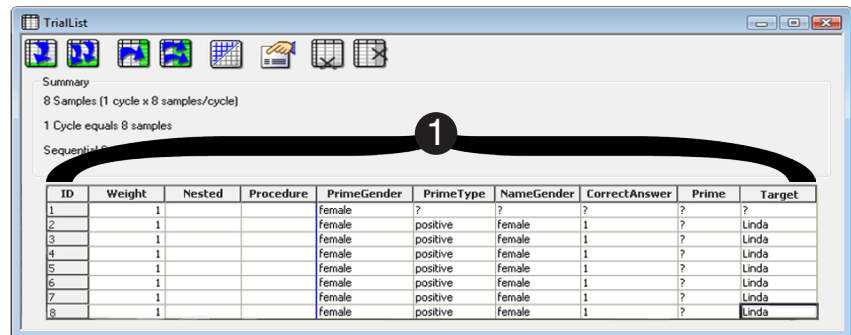 TrialList
Summary
8 Samples (1 cycle x 8 samples/cycle)
1 Cycle equals 8 samples
1
ID Weight Nested Procedure PrimeGender PrimeType NameGender CorrectAnswer Prime Target
1 1 female ? ? ? ? ?
2 1 female positive female 1 ? Linda
3 1 female positive female 1 ? Linda
4 1 female positive female 1 ? Linda
5 1 female positive female 1 ? Linda
6 1 female positive female 1 ? Linda
7 1 female positive female 1 ? Linda
8 1 female positive female 1 ? Linda